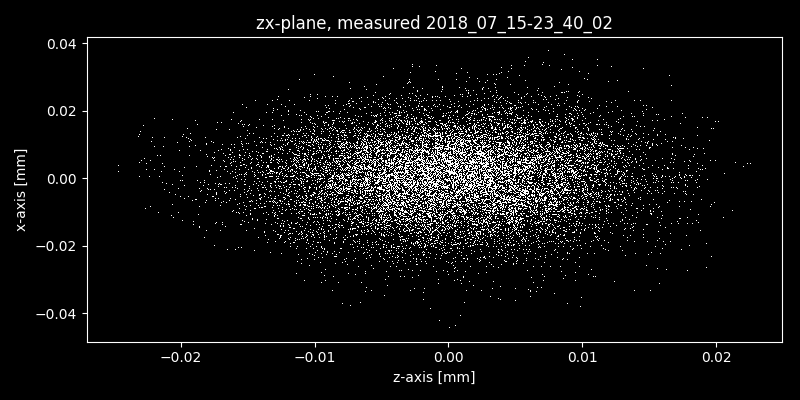 zx-plane, measured 2018_07_15-23_40_02
0.04
0.02
0.00
−0.02
−0.04
x-axis [mm]
−0.02 −0.01 0.00 0.01 0.02
z-axis [mm]